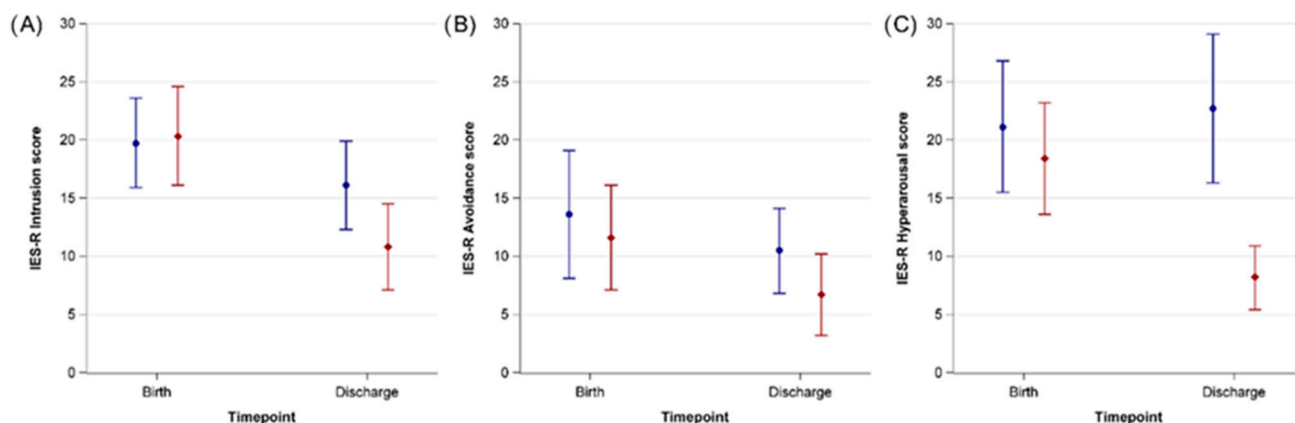 (A)
30
25
20
15
10
5
0
IES-R Intrusion score
Birth Discharge
Timepoint
(B)
30
25
20
15
10
5
0
IES-R Avoidance score
Birth Discharge
Timepoint
(C)
30
25
20
15
10
5
0
IES-R Hyperarousal score
Birth Discharge
Timepoint